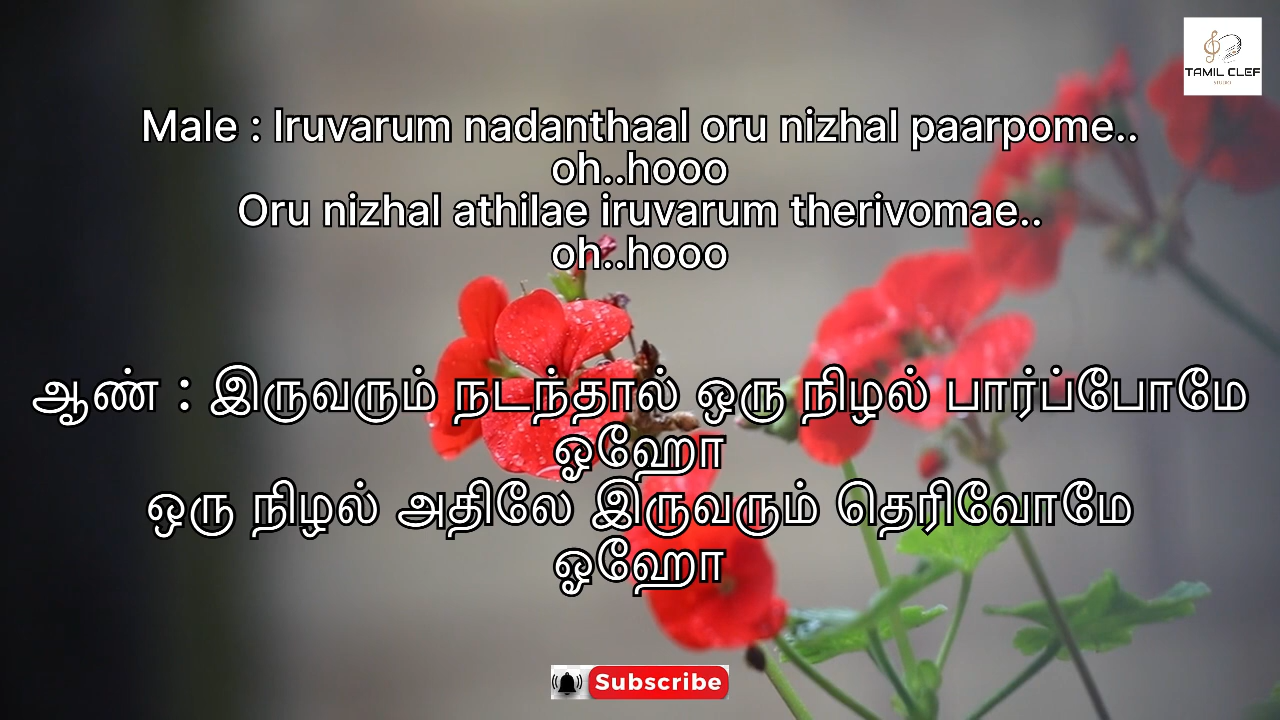 TAMIL CLEF
STUDIO
Male : Iruvarum nadanthaal oru nizhal paarpome..
oh..hooo
Oru nizhal athilae iruvarum therivomae..
oh..hooo
ஆண் : இருவரும் நடந்தால் ஒரு நிழல் பார்ப்போமே
ஓஹோ
ஒரு நிழல் அதிலே இருவரும் தெரிவோமே
ஓஹோ
Subscribe